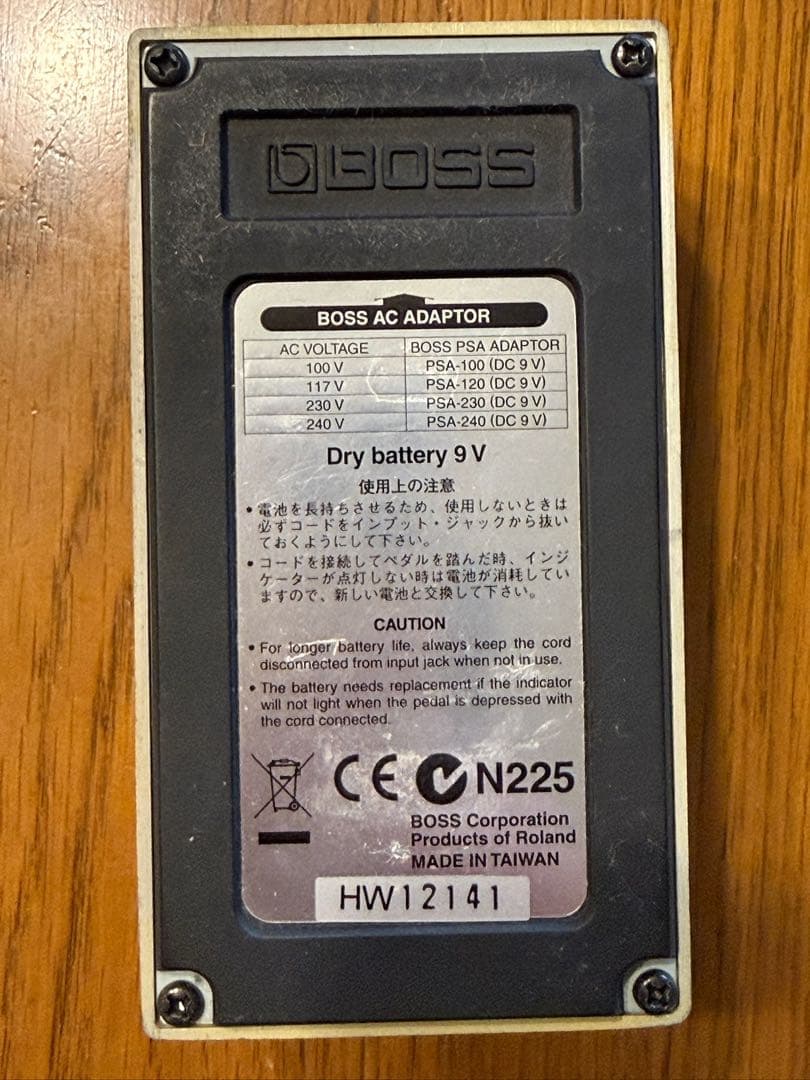 BOSS
BOSS AC ADAPTOR
AC VOLTAGE BOSS PSA ADAPTOR
100 V PSA-100 (DC 9 V)
117 V PSA-120 (DC 9 V)
230 V PSA-230 (DC 9 V)
240 V PSA-240 (DC 9 V)
Dry battery 9 V
使用上の注意
• 電池を長持ちさせるため、使用しないときは
必ずコードをインプット・ジャックから抜い
ておくようにして下さい。
• コードを接続してペダルを踏んだ時、インジ
ケーターが点灯しない時は電池が消耗してい
ますので、新しい電池と交換して下さい。
CAUTION
• For longer battery life, always keep the cord
disconnected from input jack when not in use.
• The battery needs replacement if the indicator
will not light when the pedal is depressed with
the cord connected.
CE N225
BOSS Corporation
Products of Roland
MADE IN TAIWAN
HW12141